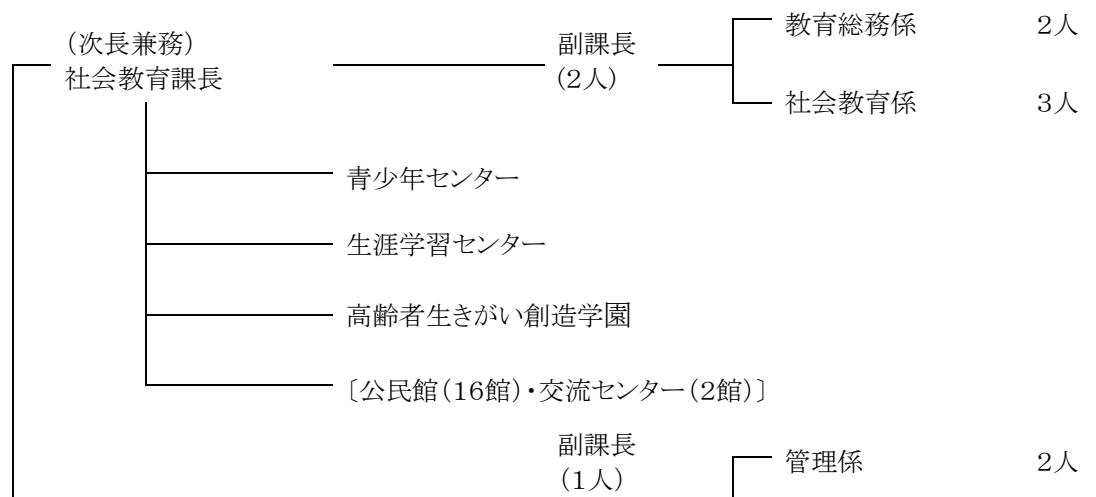 教育総務係 2人
(次長兼務) 副課長
社会教育課長 (2人)
社会教育係 3人
青少年センター
生涯学習センター
高齢者生きがい創造学園
〔公民館(16館)・交流センター(2館)〕
副課長
(1人) 管理係 2人